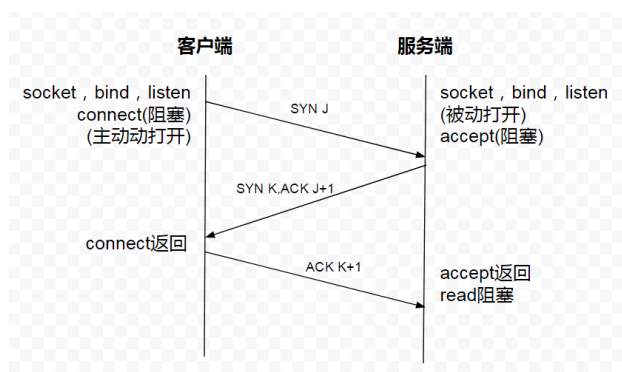 客户端
服务端
socket，bind，listen
connect(阻塞)
(主动动打开)
socket，bind，listen
(被动打开)
accept(阻塞)
SYN J
SYN K,ACK J+1
connect返回
ACK K+1
accept返回
read阻塞